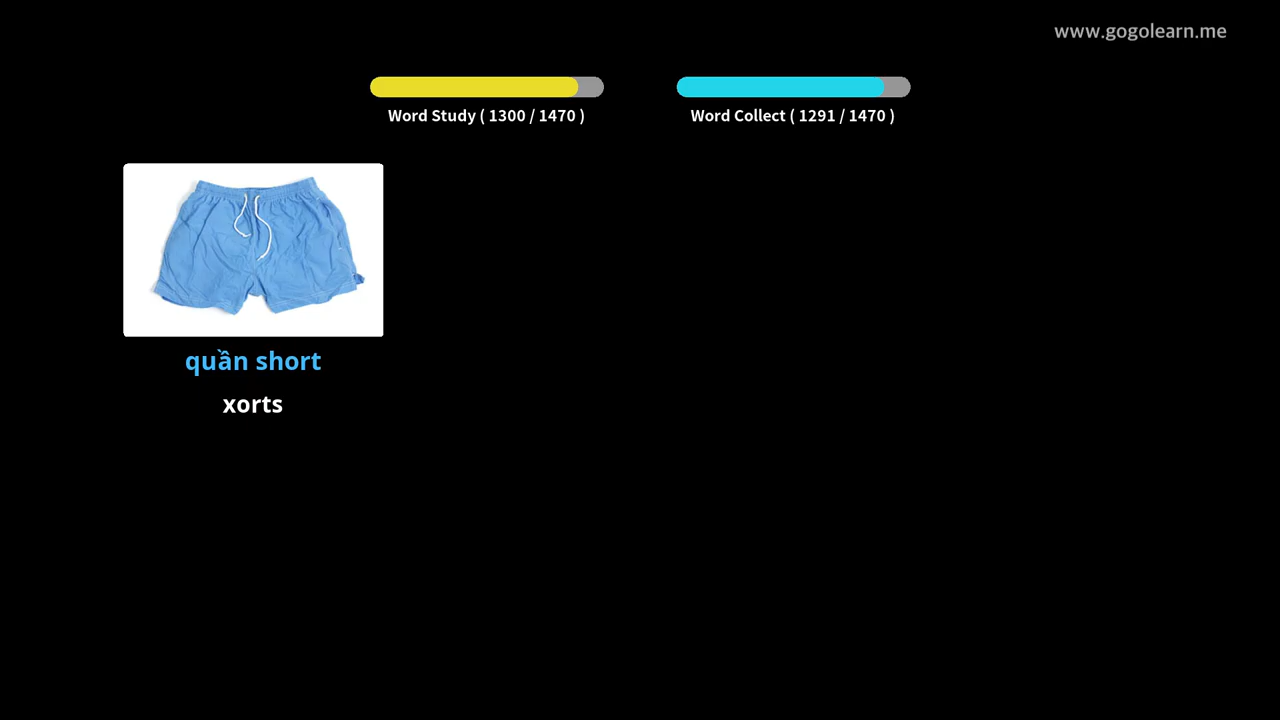 www.gogolearn.me
Word Study ( 1300 / 1470 )
Word Collect ( 1291 / 1470 )
quần short
xorts